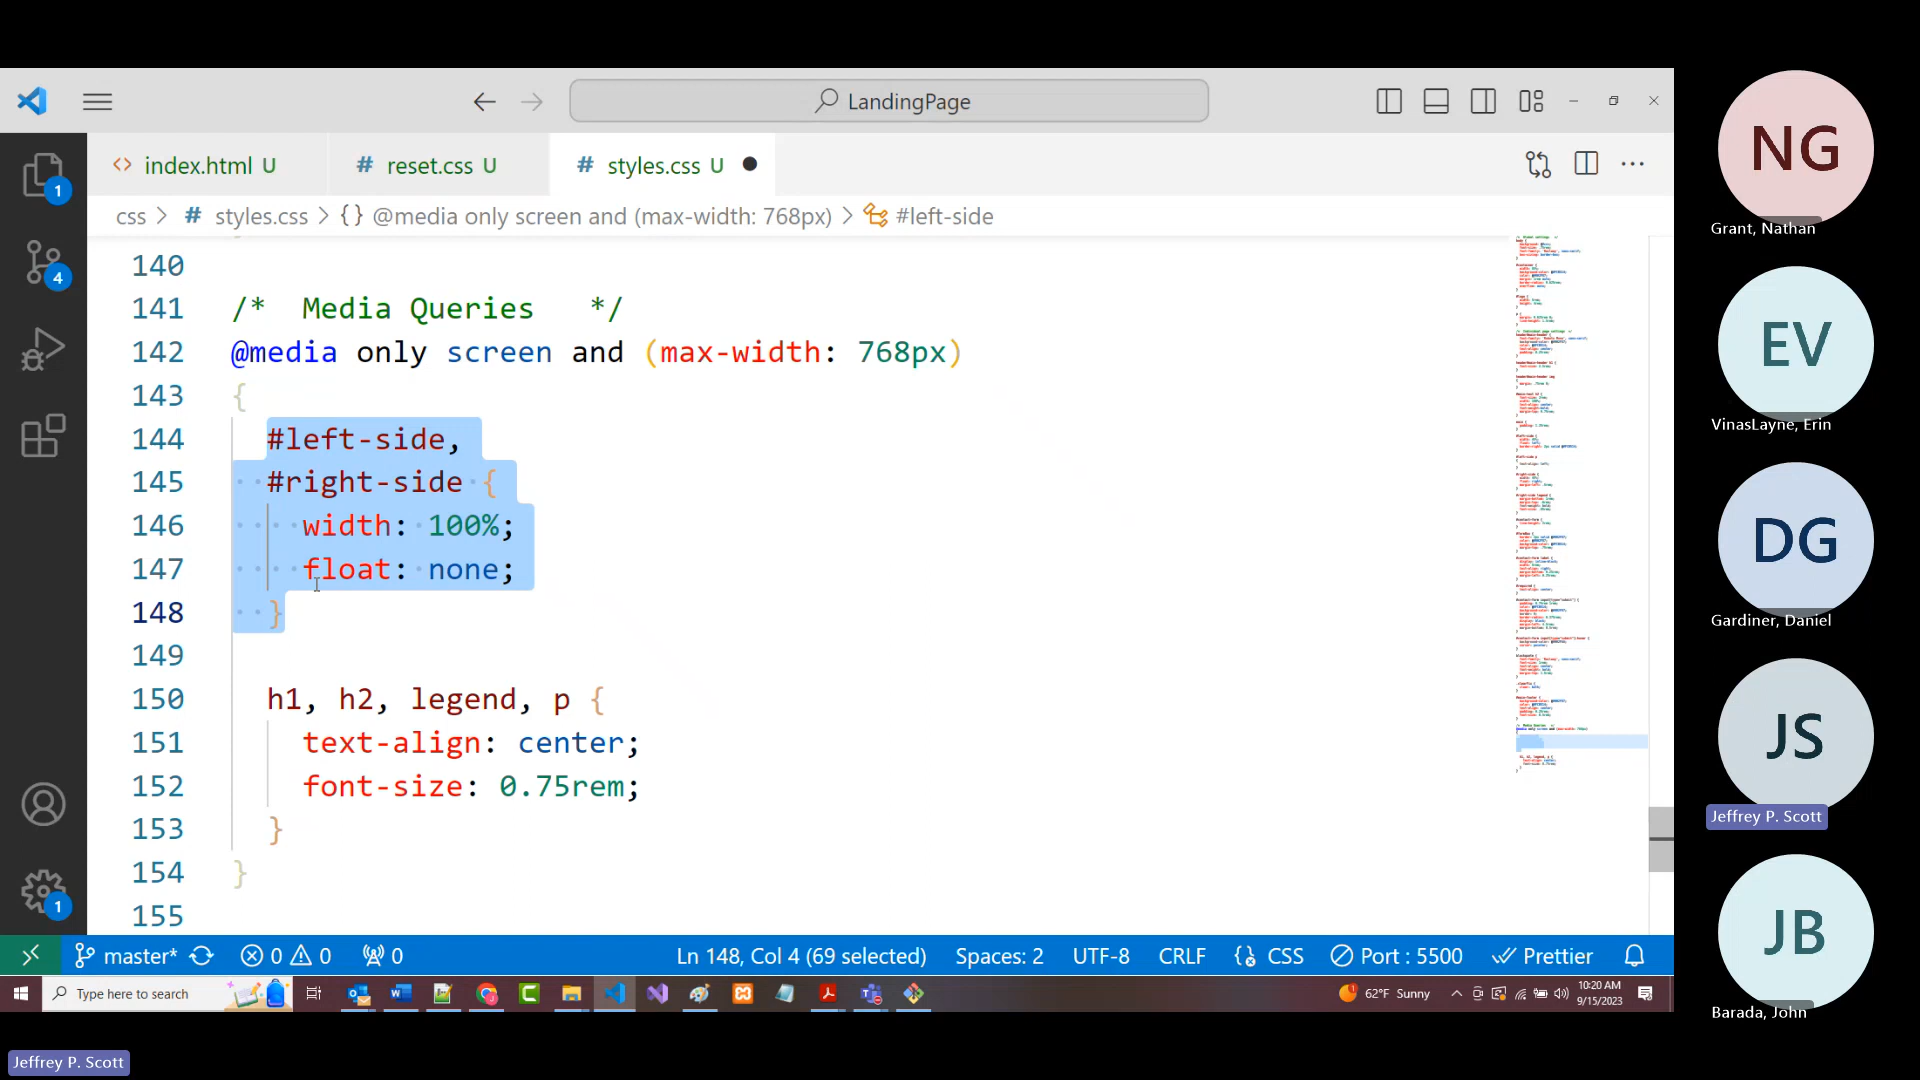 LandingPage
index.html U
# reset.css U
# styles.css U
css > # styles.css > {} @media only screen and (max-width: 768px) > #left-side
140
141 /*  Media Queries   */
142 @media only screen and (max-width: 768px)
143 {
144 #left-side,
145 #right-side {
146 width: 100%;
147 float: none;
148 }
149
150 h1, h2, legend, p {
151 text-align: center;
152 font-size: 0.75rem;
153 }
154 }
155
1
4
1
master* 0 0 0 Ln 148, Col 4 (69 selected) Spaces: 2 UTF-8 CRLF CSS Port : 5500 Prettier
Type here to search
62°F Sunny
10:20 AM
9/15/2023
NG
Grant, Nathan
EV
VinasLayne, Erin
DG
Gardiner, Daniel
JS
Jeffrey P. Scott
JB
Barada, John
Jeffrey P. Scott